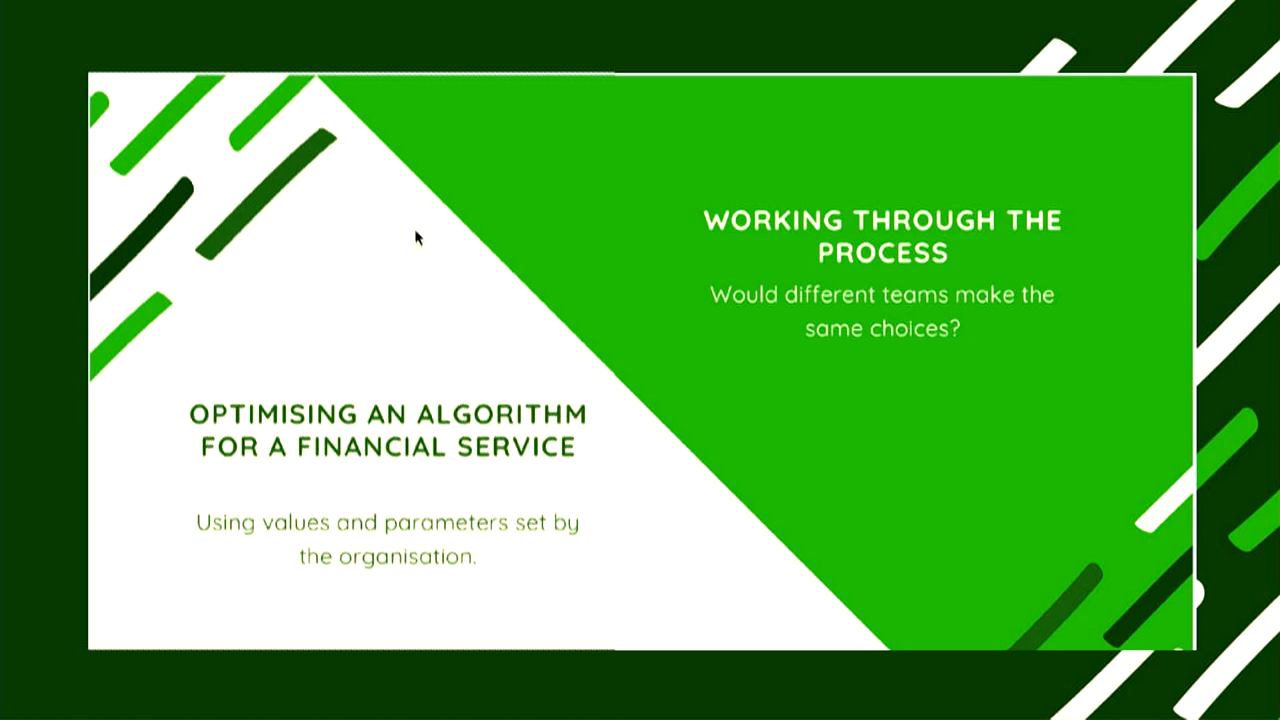 WORKING THROUGH THE
PROCESS
Would different teams make the
same choices?
OPTIMISING AN ALGORITHM
FOR A FINANCIAL SERVICE
Using values and parameters set by
the organisation.